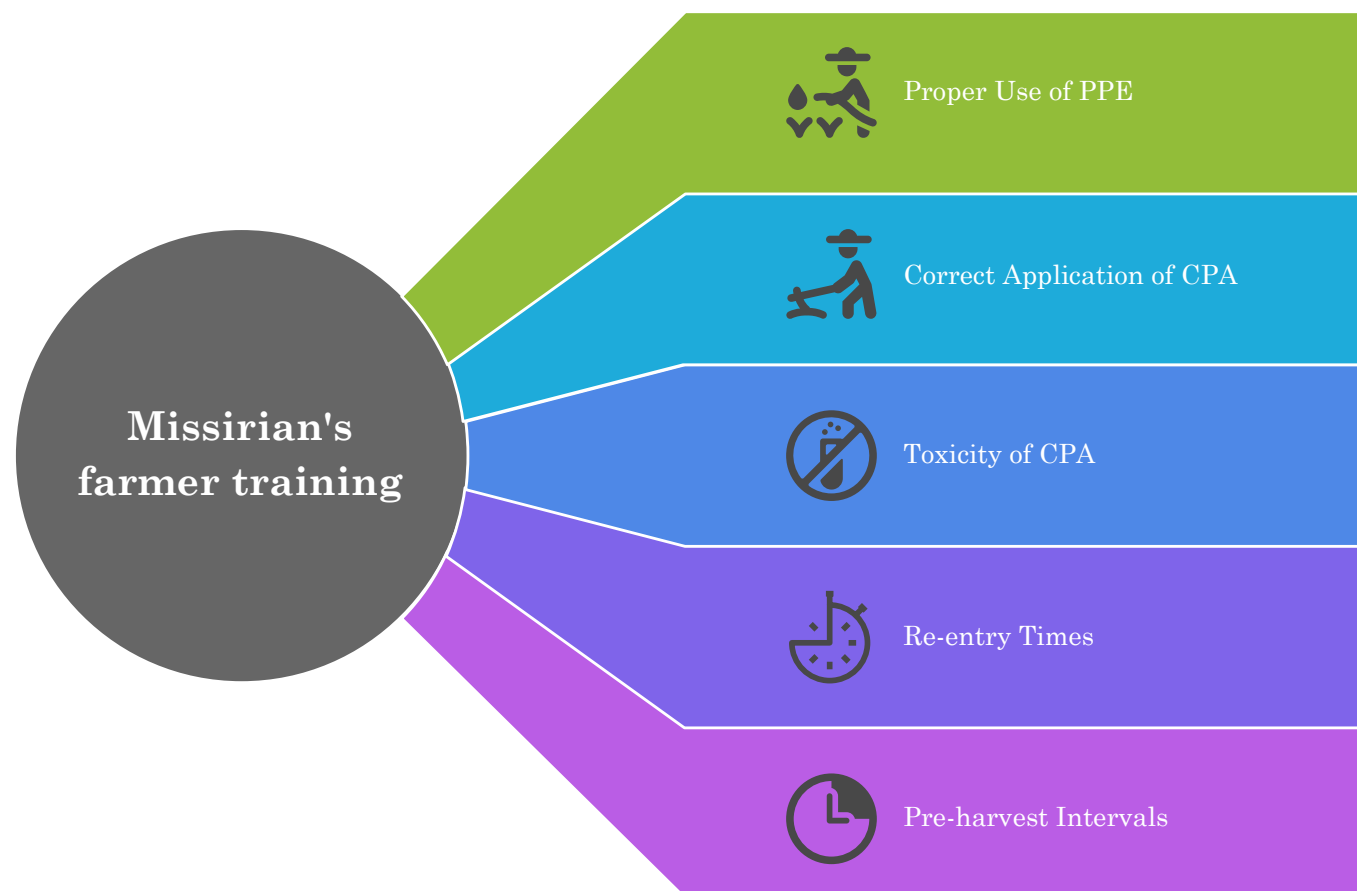 Missirian's
farmer training
Proper Use of PPE
Correct Application of CPA
Toxicity of CPA
Re-entry Times
Pre-harvest Intervals